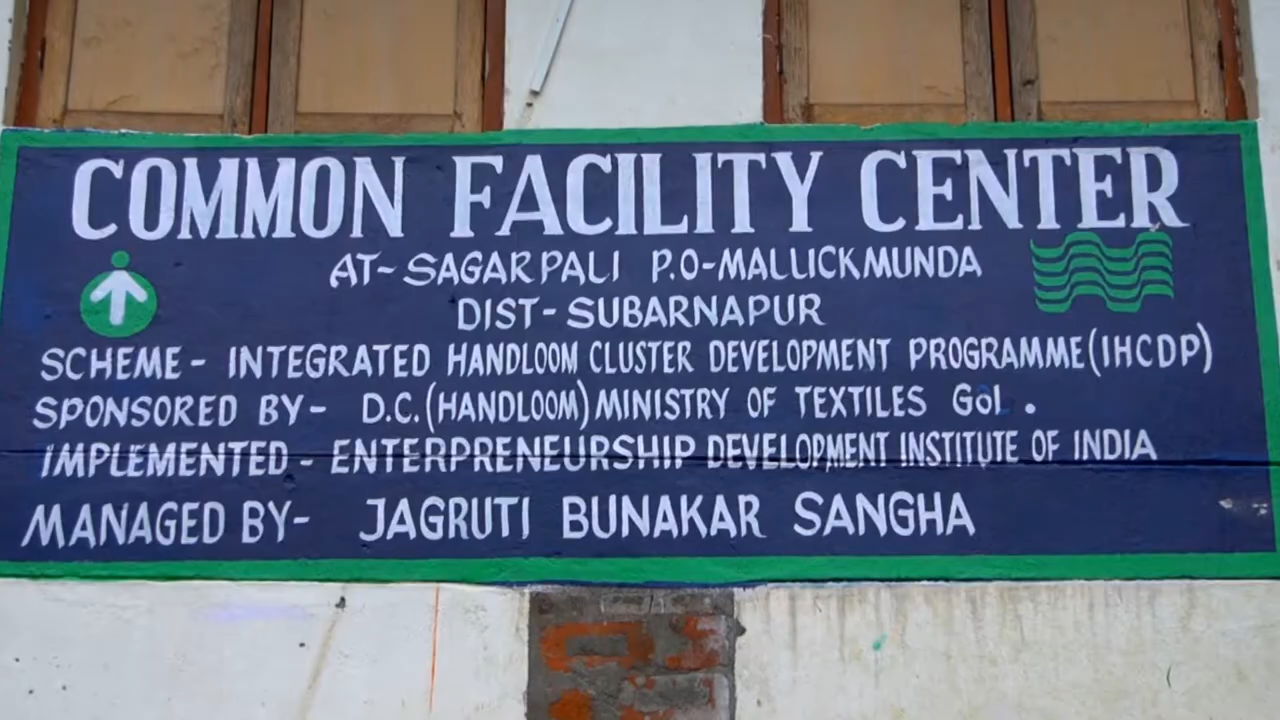 COMMON FACILITY CENTER
AT- SAGARPALI P.O-MALLICKMUNDA
DIST- SUBARNAPUR
SCHEME- INTEGRATED HANDLOOM CLUSTER DEVELOPMENT PROGRAMME(IHCDP)
SPONSORED BY- D.C.(HANDLOOM) MINISTRY OF TEXTILES GoI.
IMPLEMENTED- ENTERPRENEURSHIP DEVELOPMENT INSTITUTE OF INDIA
MANAGED BY- JAGRUTI BUNAKAR SANGHA